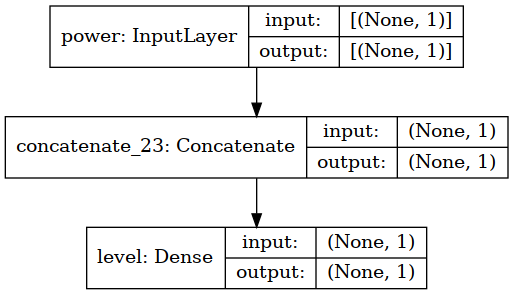 power: InputLayer
input: [(None, 1)]
output: [(None, 1)]
concatenate_23: Concatenate
input: (None, 1)
output: (None, 1)
level: Dense
input: (None, 1)
output: (None, 1)